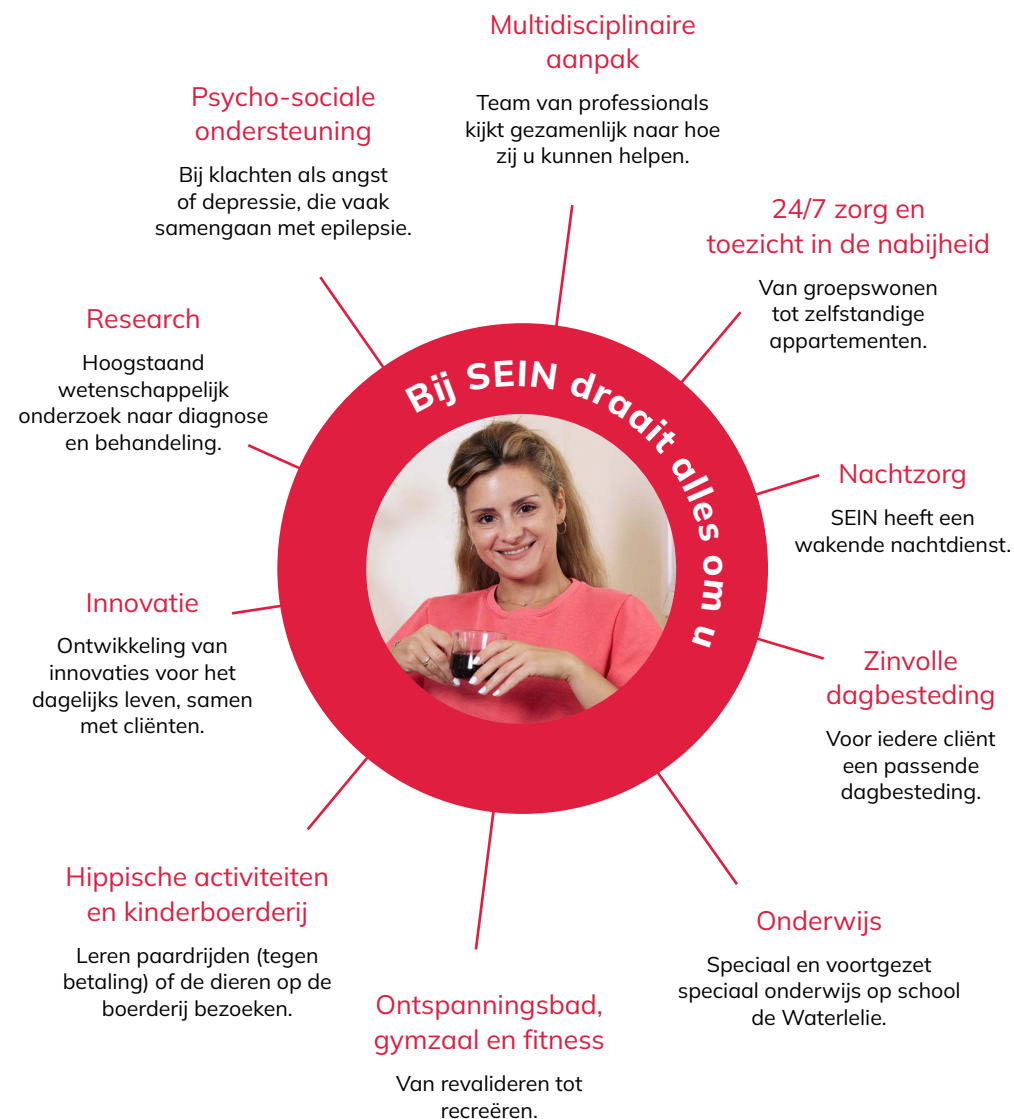 Multidisciplinaire
aanpak
Team van professionals
kijkt gezamenlijk naar hoe
zij u kunnen helpen.
Psycho-sociale
ondersteuning
Bij klachten als angst
of depressie, die vaak
samengaan met epilepsie.
24/7 zorg en
toezicht in de nabijheid
Van groepswonen
tot zelfstandige
appartementen.
Research
Hoogstaand
wetenschappelijk
onderzoek naar diagnose
en behandeling.
Bij SEIN draait alles om u
Nachtzorg
SEIN heeft een
wakende nachtdienst.
Innovatie
Ontwikkeling van
innovaties voor het
dagelijks leven, samen
met cliënten.
Zinvolle
dagbesteding
Voor iedere cliënt
een passende
dagbesteding.
Hippische activiteiten
en kinderboerderij
Leren paardrijden (tegen
betaling) of de dieren op de
boerderij bezoeken.
Onderwijs
Speciaal en voortgezet
speciaal onderwijs op school
de Waterlelie.
Ontspanningsbad,
gymzaal en fitness
Van revalideren tot
recreëren.